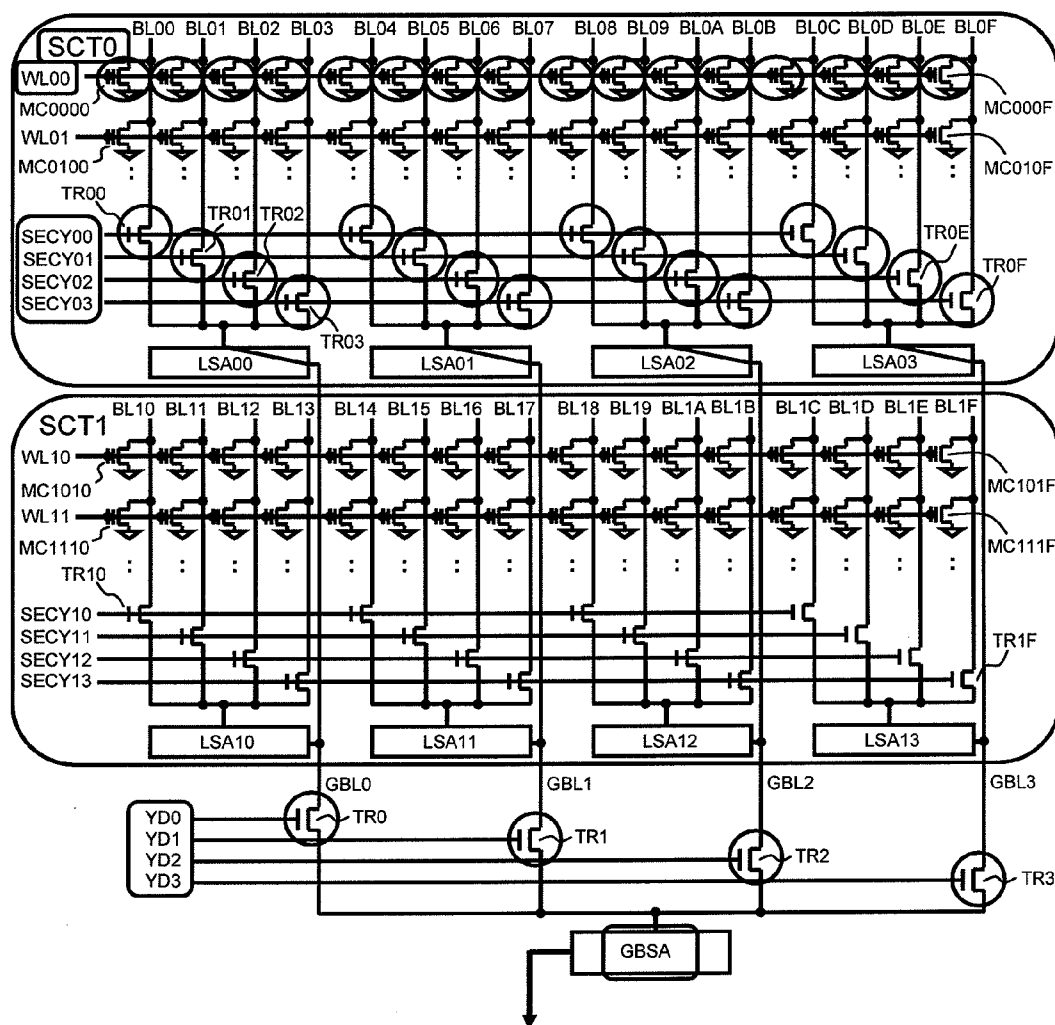 BL00 BL01 BL02 BL03 BL04 BL05 BL06 BL07 BL08 BL09 BL0A BL0B BL0C BL0D BL0E BL0F
SCT0
WL00
MC0000 MC000F
WL01
MC0100 MC010F
TR00 TR01 TR02 TR0E
SECY00
SECY01
SECY02
SECY03 TR0F
TR03
LSA00 LSA01 LSA02 LSA03
BL10 BL11 BL12 BL13 BL14 BL15 BL16 BL17 BL18 BL19 BL1A BL1B BL1C BL1D BL1E BL1F
SCT1
WL10
MC1010 MC101F
WL11
MC1110 MC111F
TR10
SECY10
SECY11
SECY12 TR1F
SECY13
LSA10 LSA11 LSA12 LSA13
GBL0 GBL1 GBL2 GBL3
YD0 TR0
YD1 TR1
YD2 TR2
YD3 TR3
GBSA